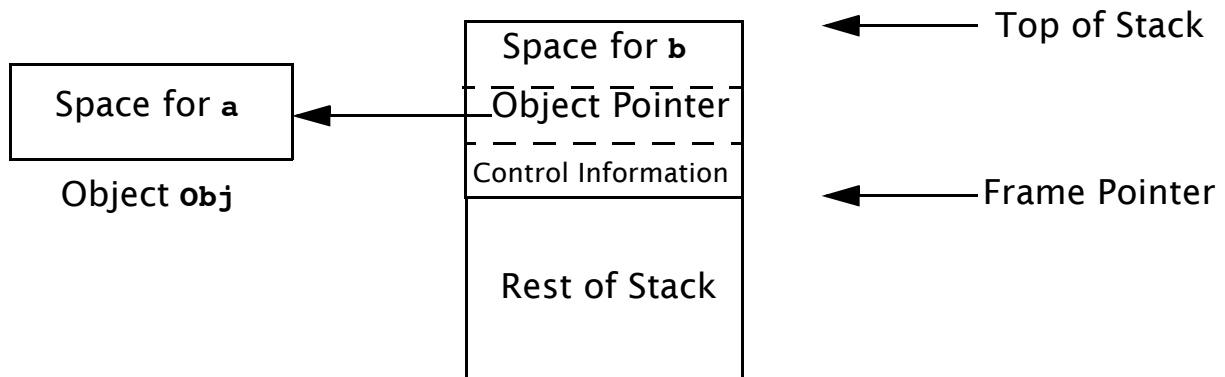 Top of Stack
Space for b
Space for a
Object Pointer
Control Information
Object Obj
Frame Pointer
Rest of Stack